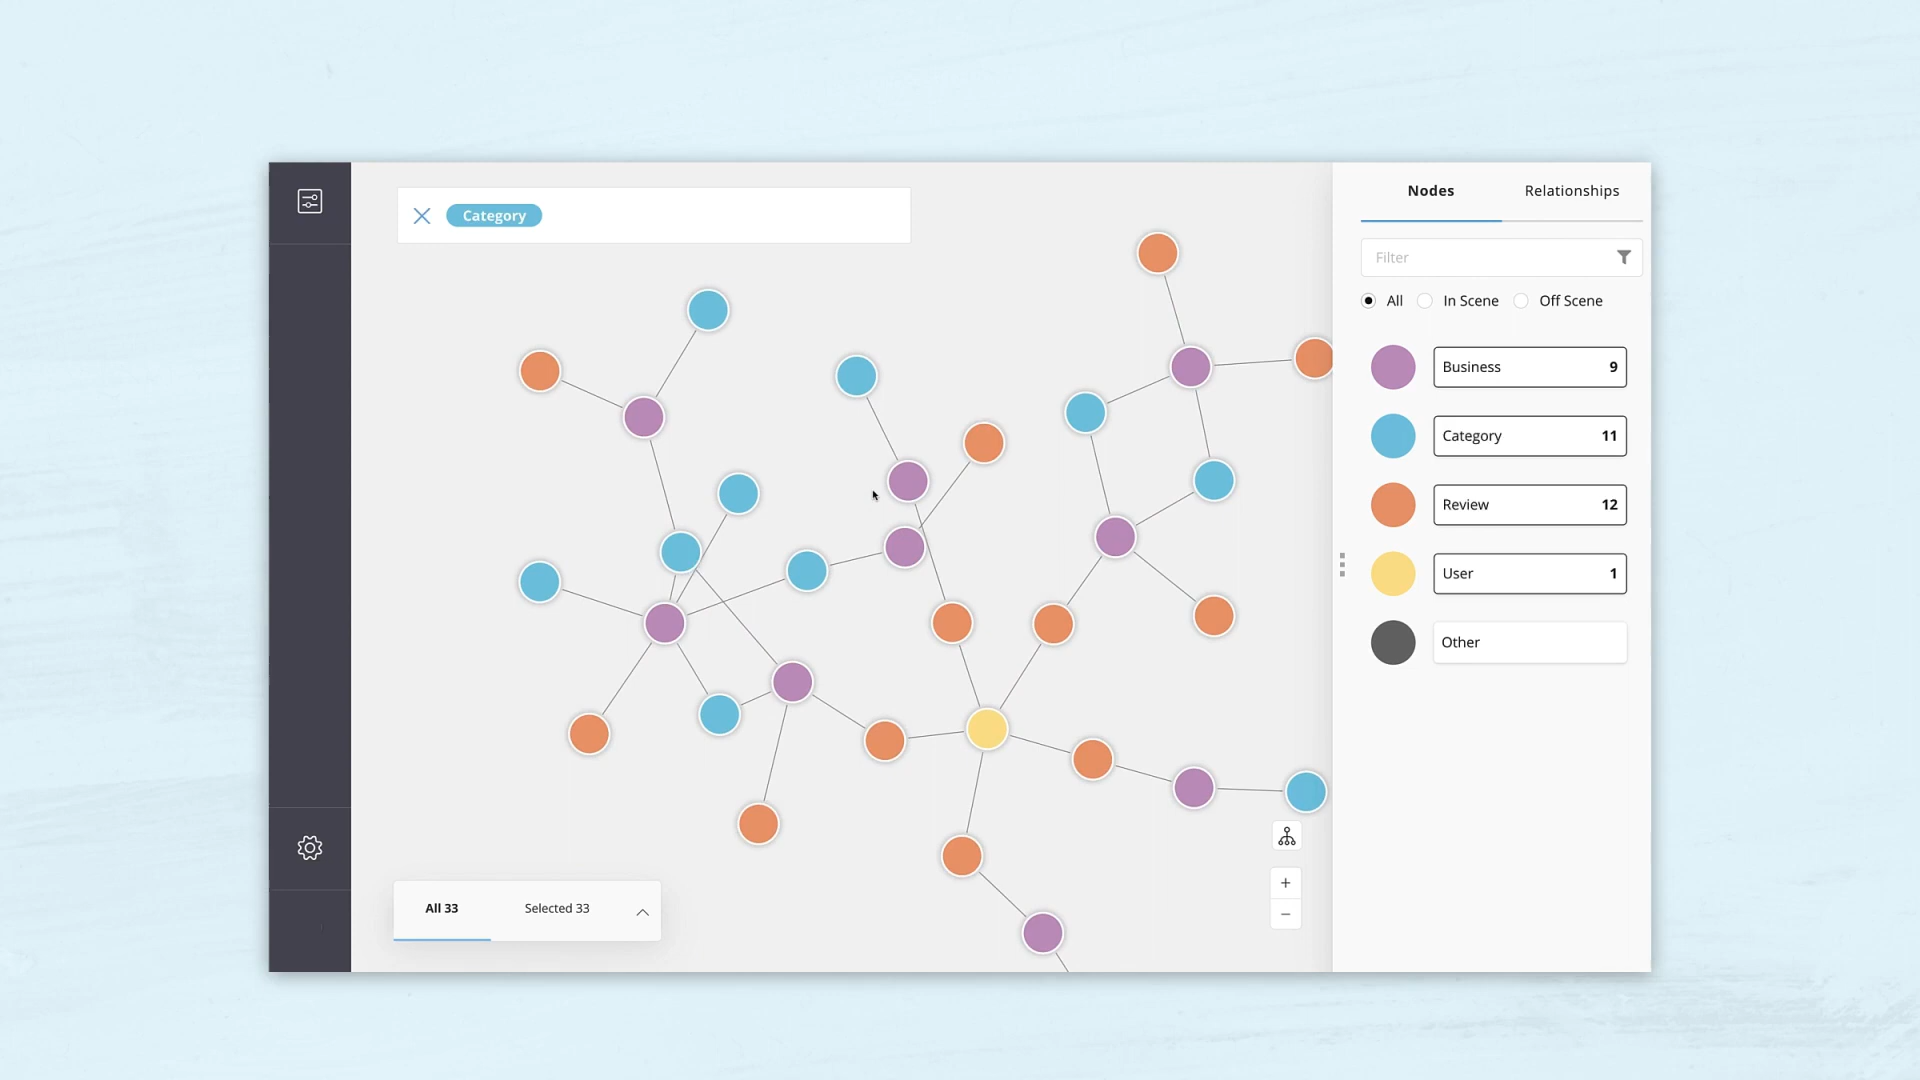 Category
Nodes Relationships
Filter
All In Scene Off Scene
Business 9
Category 11
Review 12
User 1
Other
All 33 Selected 33